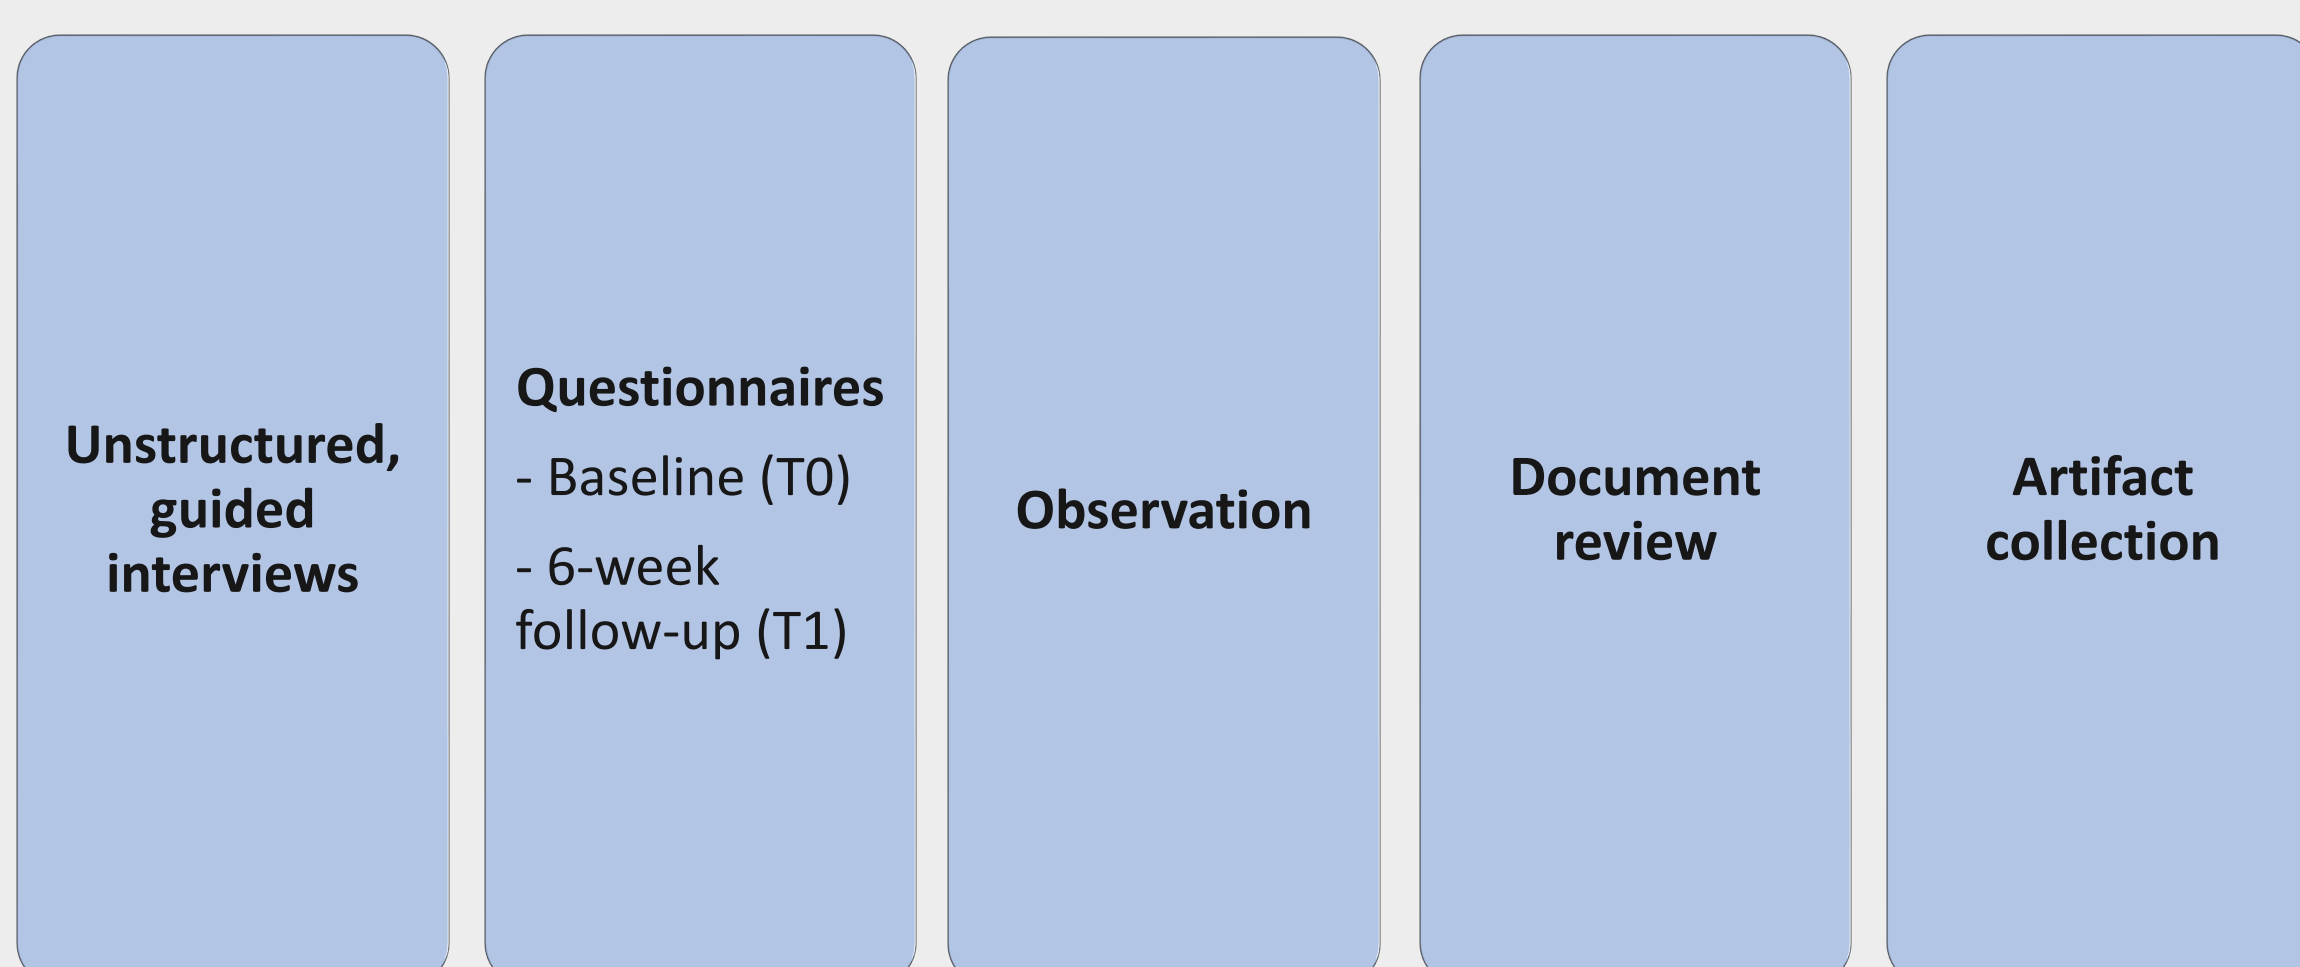 Unstructured,
guided
interviews
Questionnaires
- Baseline (T0)
- 6-week
follow-up (T1)
Observation
Document
review
Artifact
collection